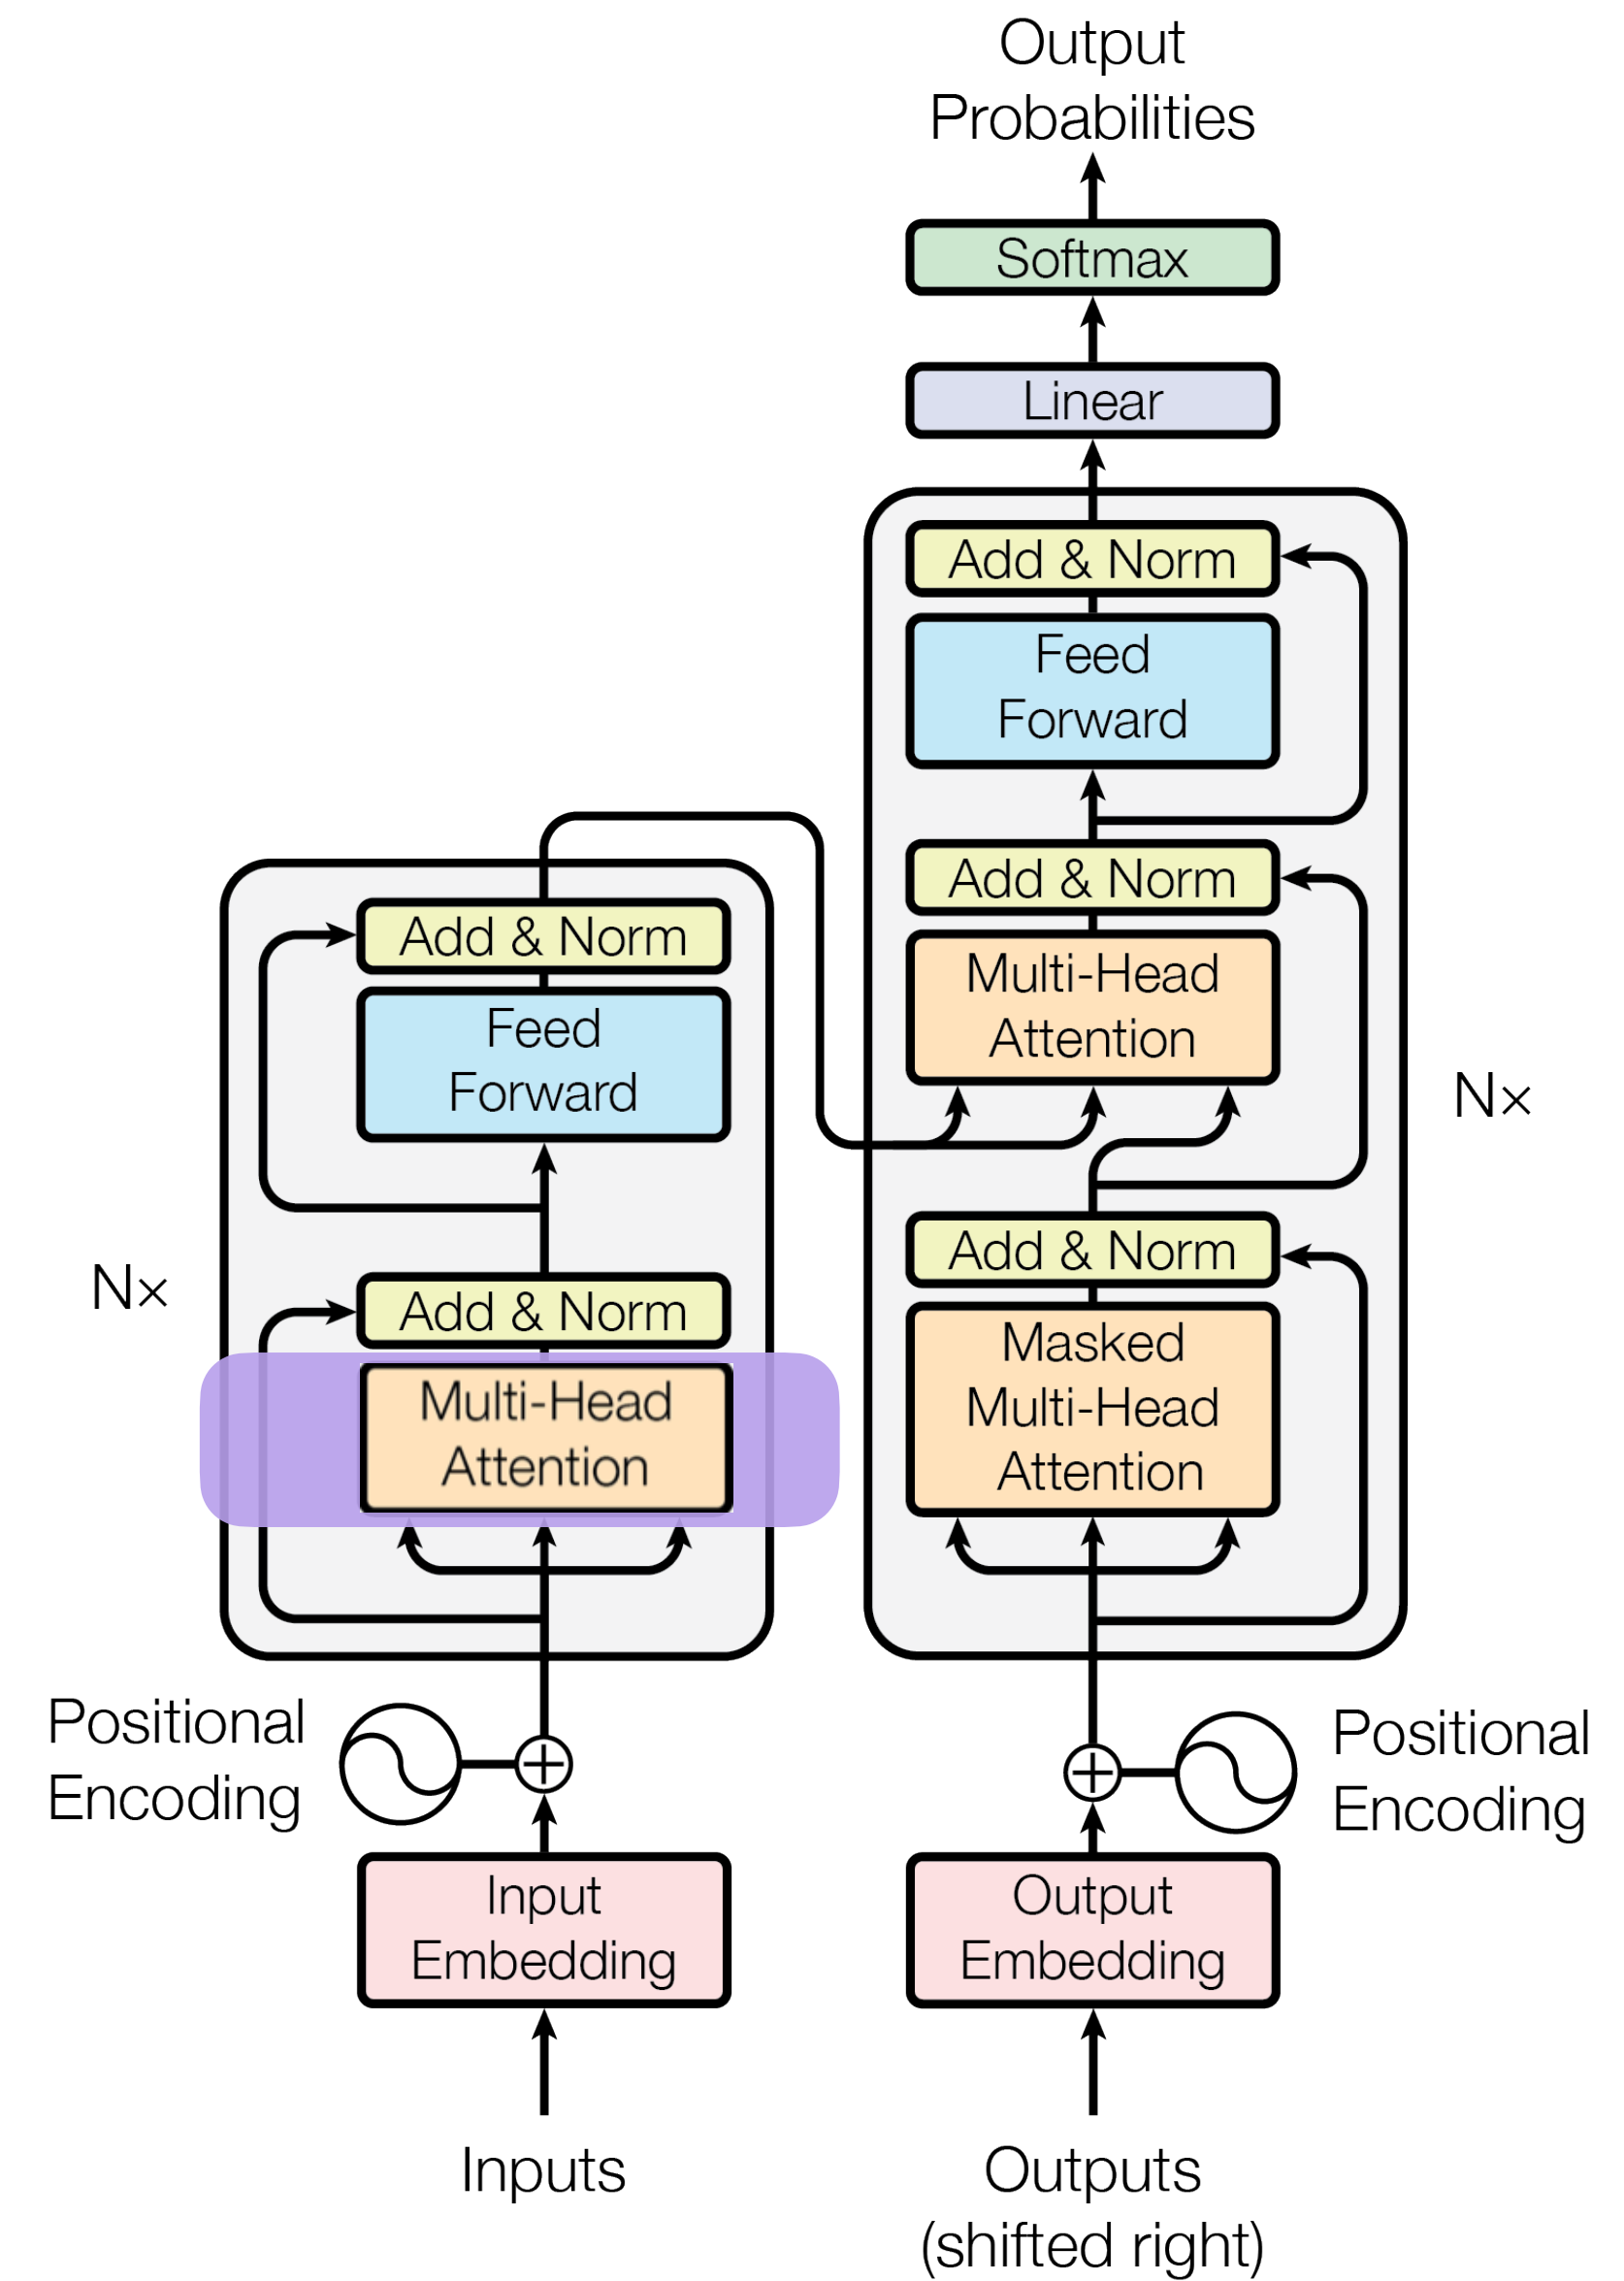 Output
Probabilities
Softmax
Linear
Add & Norm
Feed
Forward
Add & Norm
Multi-Head
Attention
Nx
Add & Norm
Masked
Multi-Head
Attention
Add & Norm
Feed
Forward
Nx
Add & Norm
Multi-Head
Attention
Positional
Encoding
Positional
Encoding
Input
Embedding
Output
Embedding
Inputs
Outputs
(shifted right)